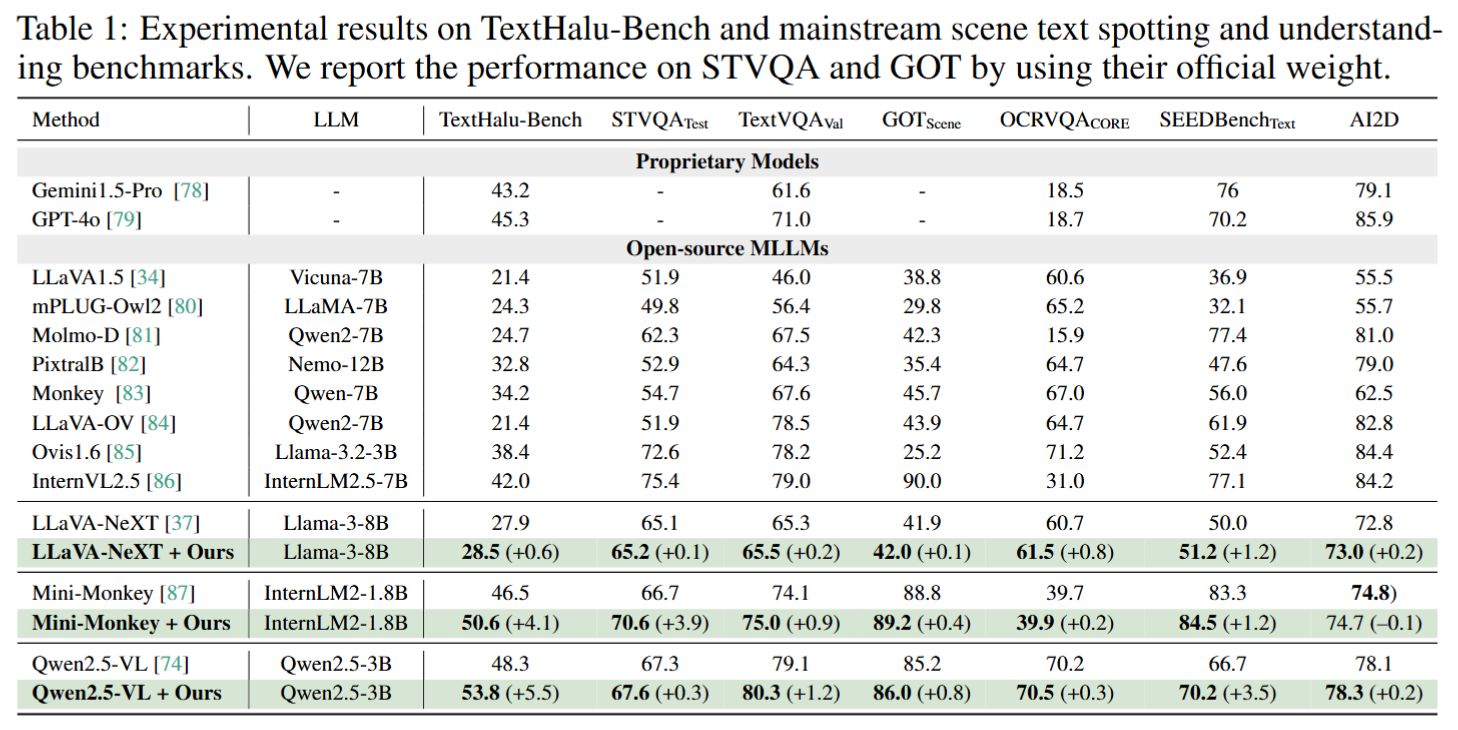 Table 1: Experimental results on TextHalu-Bench and mainstream scene text spotting and understand-
ing benchmarks. We report the performance on STVQA and GOT by using their official weight.
Method LLM TextHalu-Bench STVQATest TextVQAVal GOTScene OCRVQACORE SEEDBenchText AI2D
Proprietary Models
Gemini1.5-Pro [78] - 43.2 - 61.6 - 18.5 76 79.1
GPT-4o [79] - 45.3 - 71.0 - 18.7 70.2 85.9
Open-source MLLMs
LLaVA1.5 [34] Vicuna-7B 21.4 51.9 46.0 38.8 60.6 36.9 55.5
mPLUG-Owl2 [80] LLaMA-7B 24.3 49.8 56.4 29.8 65.2 32.1 55.7
Molmo-D [81] Qwen2-7B 24.7 62.3 67.5 42.3 15.9 77.4 81.0
PixtralB [82] Nemo-12B 32.8 52.9 64.3 35.4 64.7 47.6 79.0
Monkey [83] Qwen-7B 34.2 54.7 67.6 45.7 67.0 56.0 62.5
LLaVA-OV [84] Qwen2-7B 21.4 51.9 78.5 43.9 64.7 61.9 82.8
Ovis1.6 [85] Llama-3.2-3B 38.4 72.6 78.2 25.2 71.2 52.4 84.4
InternVL2.5 [86] InternLM2.5-7B 42.0 75.4 79.0 90.0 31.0 77.1 84.2
LLaVA-NeXT [37] Llama-3-8B 27.9 65.1 65.3 41.9 60.7 50.0 72.8
LLaVA-NeXT + Ours Llama-3-8B 28.5 (+0.6) 65.2 (+0.1) 65.5 (+0.2) 42.0 (+0.1) 61.5 (+0.8) 51.2 (+1.2) 73.0 (+0.2)
Mini-Monkey [87] InternLM2-1.8B 46.5 66.7 74.1 88.8 39.7 83.3 74.8)
Mini-Monkey + Ours InternLM2-1.8B 50.6 (+4.1) 70.6 (+3.9) 75.0 (+0.9) 89.2 (+0.4) 39.9 (+0.2) 84.5 (+1.2) 74.7 (–0.1)
Qwen2.5-VL [74] Qwen2.5-3B 48.3 67.3 79.1 85.2 70.2 66.7 78.1
Qwen2.5-VL + Ours Qwen2.5-3B 53.8 (+5.5) 67.6 (+0.3) 80.3 (+1.2) 86.0 (+0.8) 70.5 (+0.3) 70.2 (+3.5) 78.3 (+0.2)